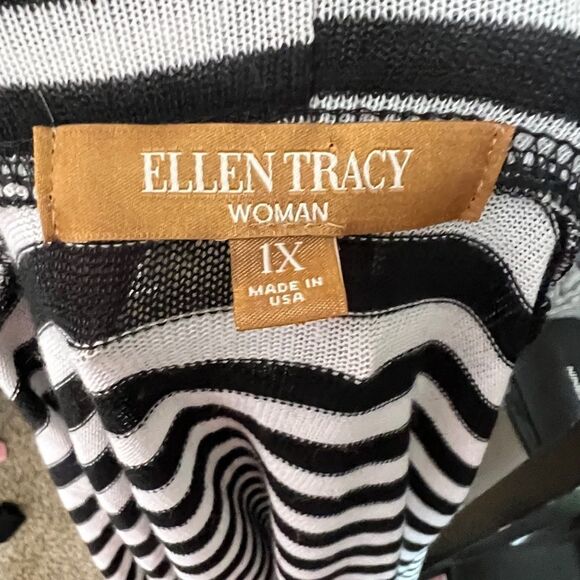 ELLEN TRACY
WOMAN
1X
MADE IN
USA